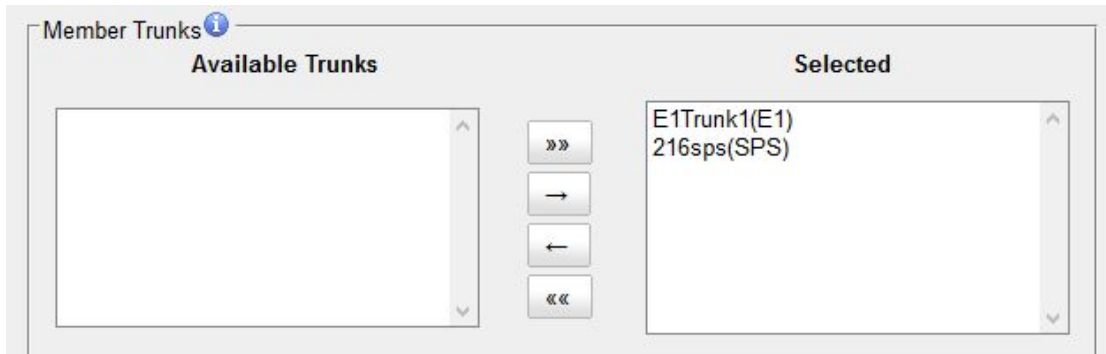 Member Trunks
Available Trunks
Selected
E1Trunk1(E1)
216sps(SPS)
»»
→
←
««